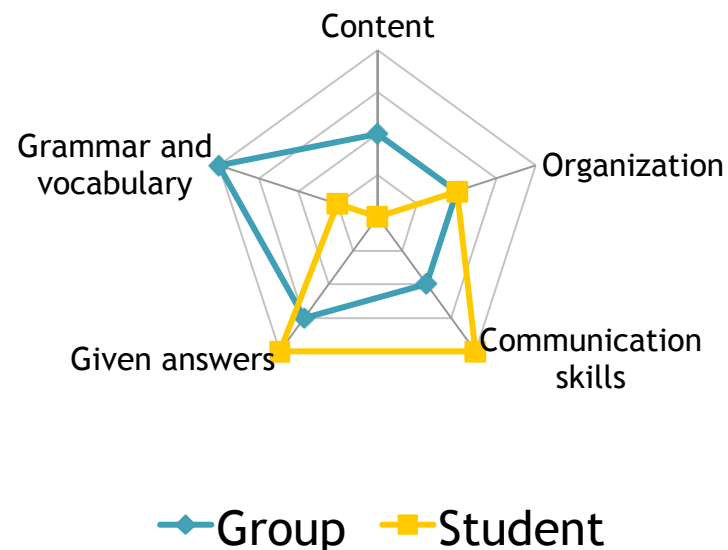 Content
Grammar and
vocabulary
Organization
Given answers
Communication
skills
Group Student